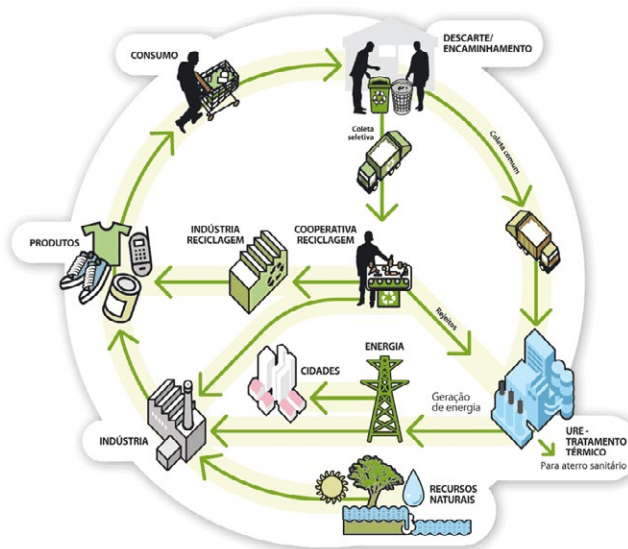 CONSUMO
DESCARTE/
ENCAMINHAMENTO
Coleta
seletiva
Coleta comum
PRODUTOS
INDÚSTRIA
RECICLAGEM
COOPERATIVA
RECICLAGEM
Rejeitos
ENERGIA
CIDADES
Geração
de energia
INDÚSTRIA
URE -
TRATAMENTO
TÉRMICO
Para aterro sanitário
RECURSOS
NATURAIS